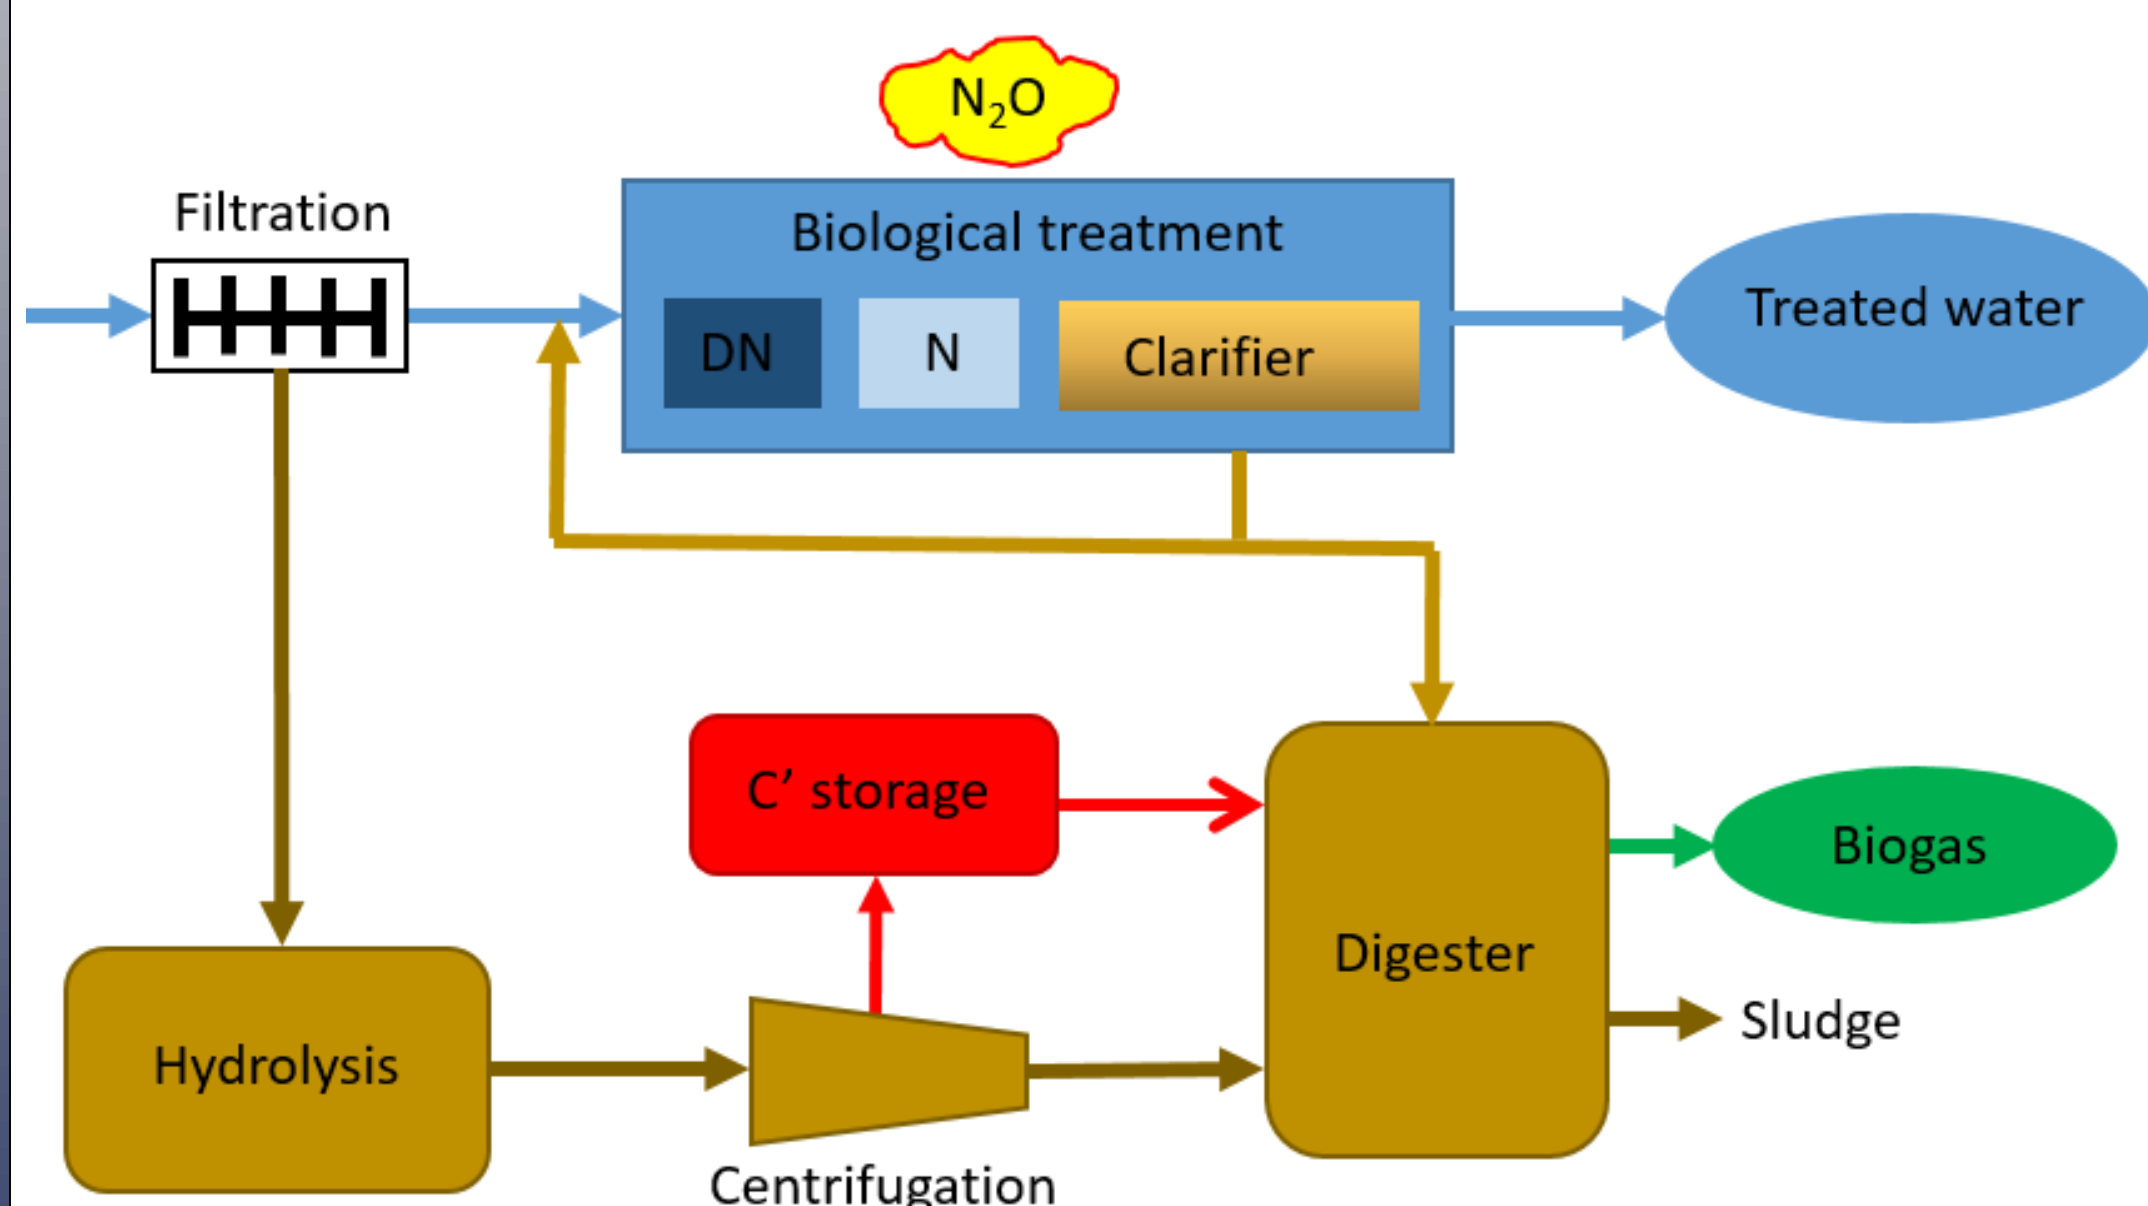 N₂O
Filtration
Biological treatment
DN
N
Clarifier
Treated water
C’ storage
Biogas
Digester
Sludge
Hydrolysis
Centrifugation